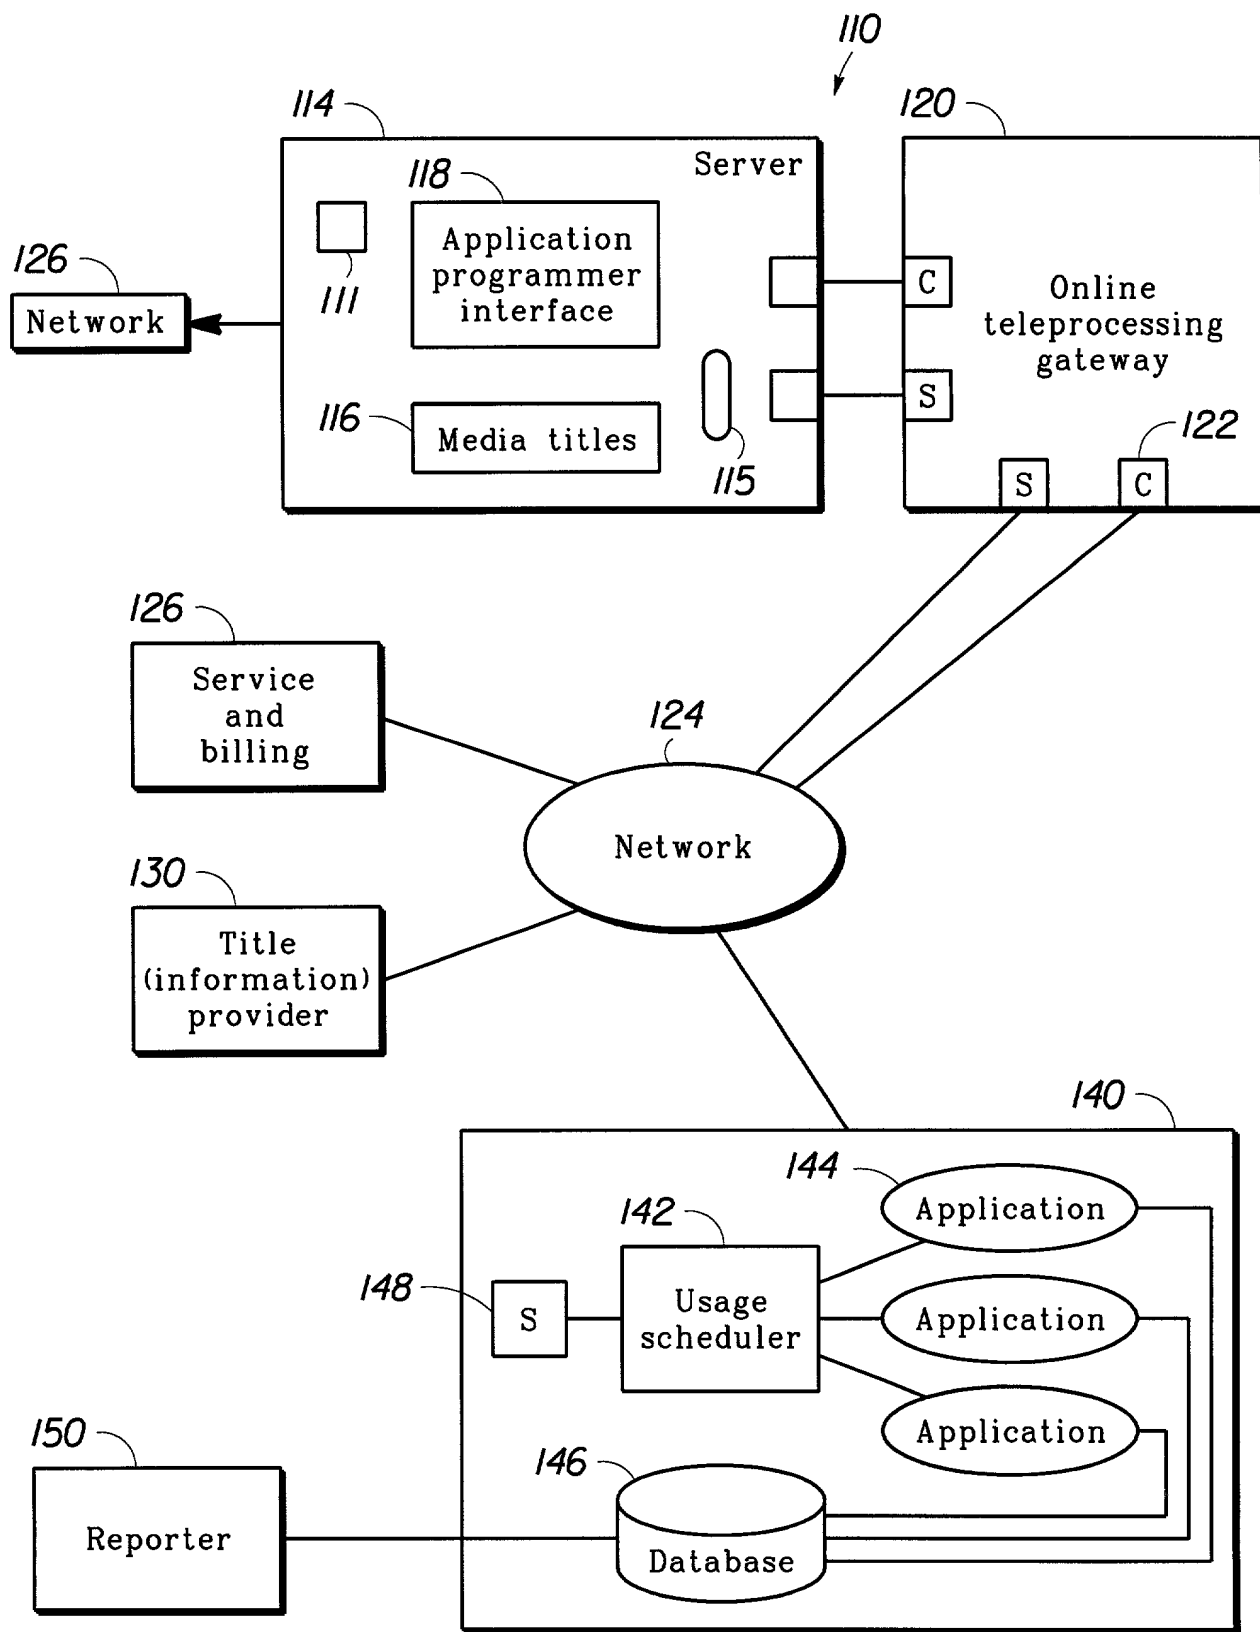 110
114
120
Server
118
Application
programmer
interface
111
126
Network
C
Online
teleprocessing
gateway
S
116
Media titles
115
122
S
C
126
Service
and
billing
124
Network
130
Title
(information)
provider
140
144
Application
142
148
S
Usage
scheduler
Application
Application
150
146
Reporter
Database